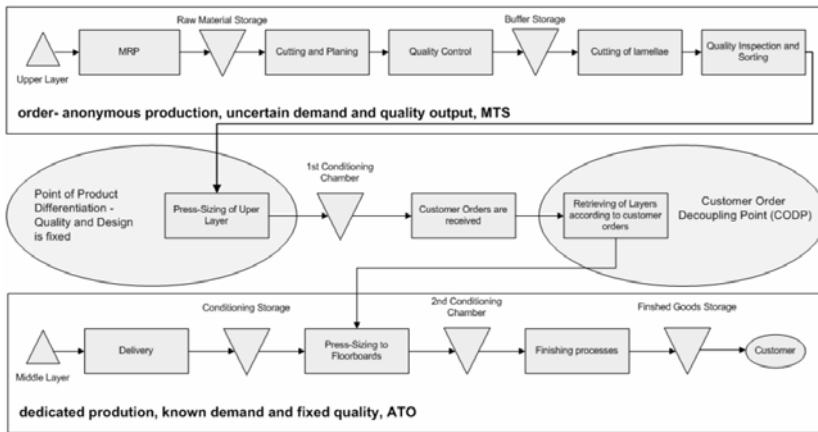 Raw Material Storage
Buffer Storage
MRP
Cutting and Planing
Quality Control
Cutting of lamellae
Quality Inspection and
Sorting
Upper Layer
order- anonymous production, uncertain demand and quality output, MTS
1st Conditioning
Chamber
Point of Product
Differentiation -
Quality and Design
is fixed
Press-Sizing of Uper
Layer
Customer Orders are
received
Retrieving of Layers
according to customer
orders
Customer Order
Decoupling Point (CODP)
Conditioning Storage
2nd Conditioning
Chamber
Finshed Goods Storage
Delivery
Press-Sizing to
Floorboards
Finishing processes
Customer
Middle Layer
dedicated prodution, known demand and fixed quality, ATO